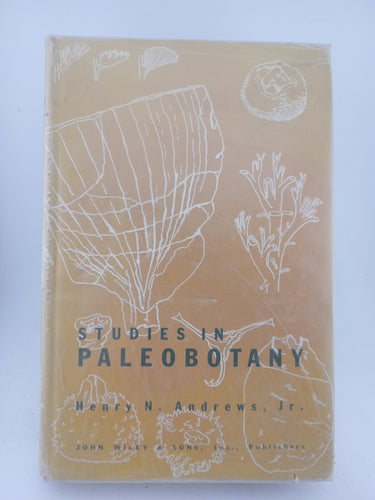 STUDIES IN
PALEOBOTANY
Henry N. Andrews, Jr.
JOHN WILEY & SONS, Inc., Publishers